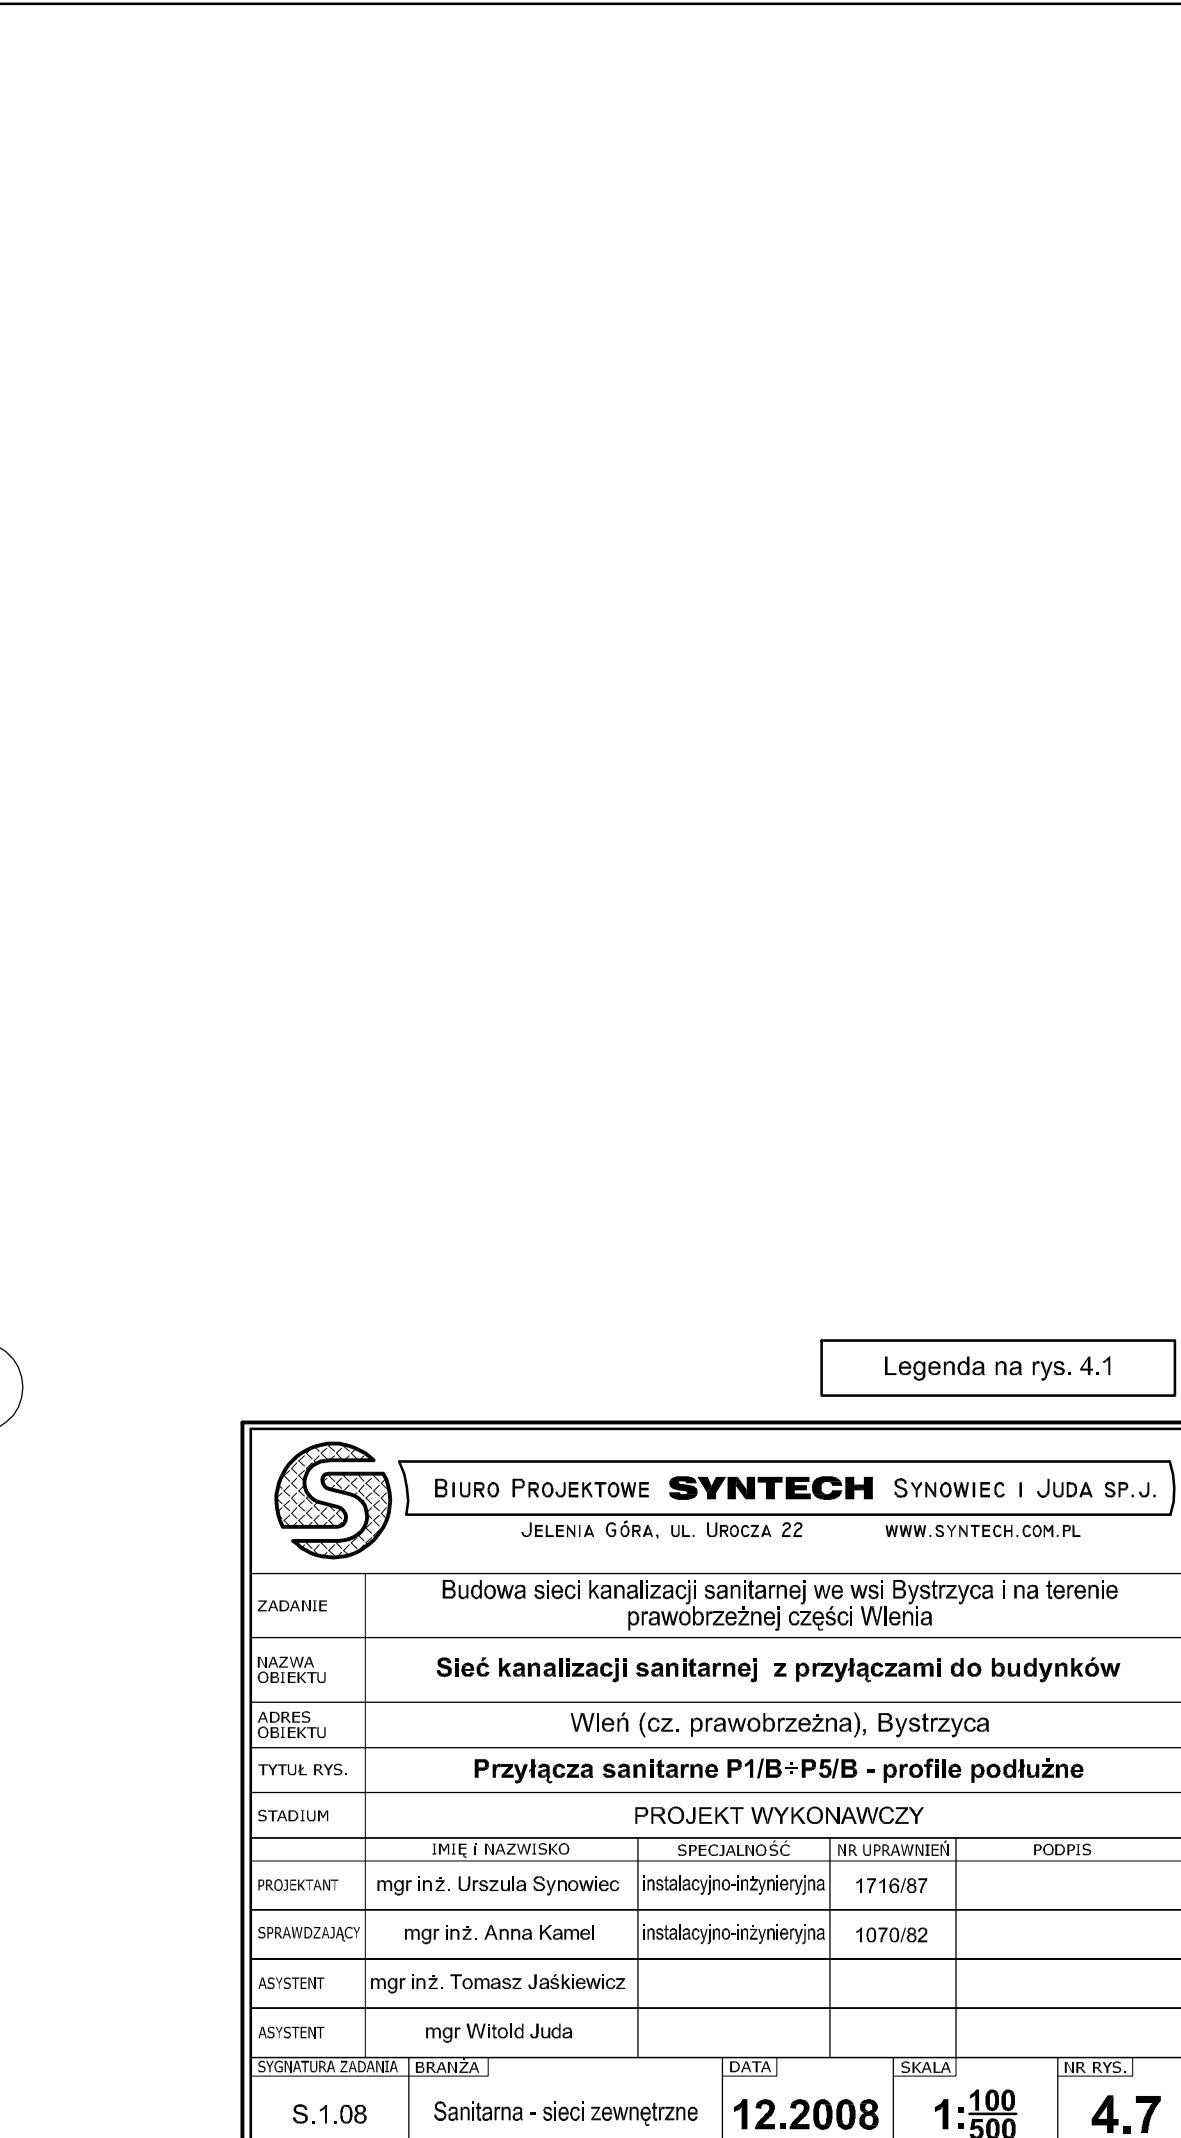 Legenda na rys. 4.1
BIURO PROJEKTOWE SYNTECH SYNOWIEC I JUDA SP.J.
JELENIA GÓRA, UL. UROCZA 22 WWW.SYNTECH.COM.PL
ZADANIE
Budowa sieci kanalizacji sanitarnej we wsi Bystrzyca i na terenie
prawobrzeżnej części Wlenia
NAZWA
OBIEKTU
Sieć kanalizacji sanitarnej z przyłączami do budynków
ADRES
OBIEKTU
Wleń (cz. prawobrzeżna), Bystrzyca
TYTUŁ RYS. Przyłącza sanitarne P1/B÷P5/B - profile podłużne
STADIUM PROJEKT WYKONAWCZY
IMIĘ i NAZWISKO SPECJALNOŚĆ NR UPRAWNIEŃ PODPIS
PROJEKTANT mgr inż. Urszula Synowiec instalacyjno-inżynieryjna 1716/87
SPRAWDZAJĄCY mgr inż. Anna Kamel instalacyjno-inżynieryjna 1070/82
ASYSTENT mgr inż. Tomasz Jaśkiewicz
ASYSTENT mgr Witold Juda
SYGNATURA ZADANIA BRANŻA DATA SKALA NR RYS.
S.1.08 Sanitarna - sieci zewnętrzne 12.2008 1:100/500 4.7